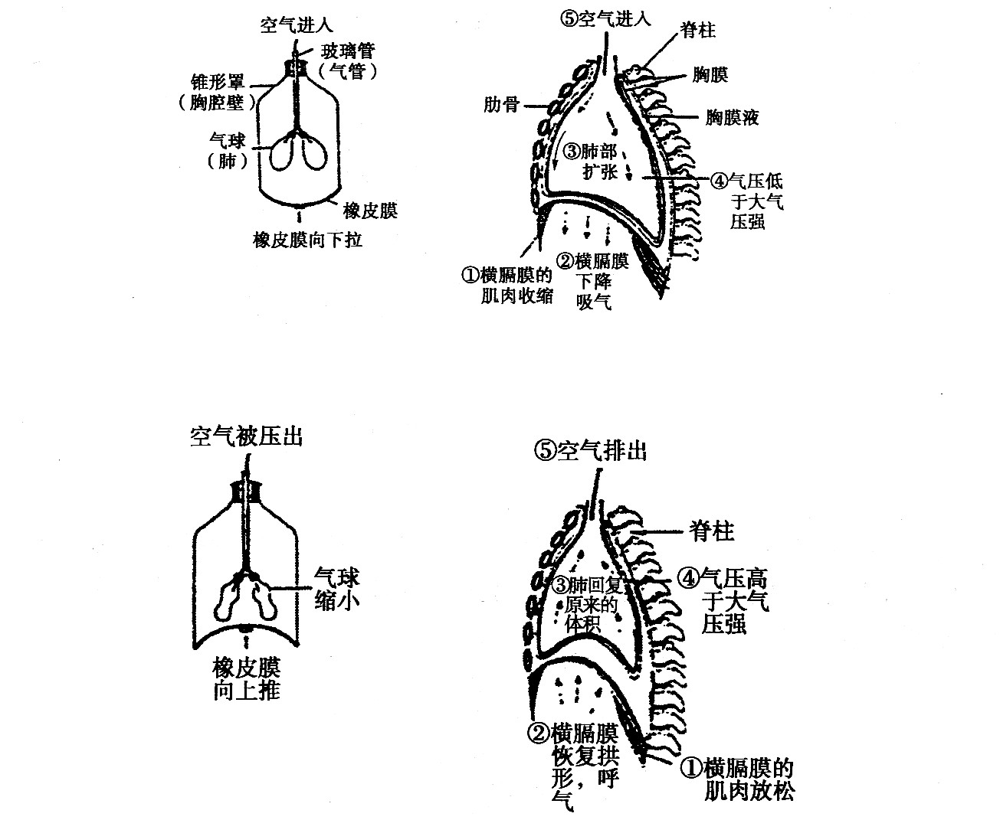 空气进人
玻璃管
（气管）
锥形罩
（胸腔壁）
气球
（肺）
橡皮膜
橡皮膜向下拉
⑤空气进入
脊柱
胸膜
胸膜液
肋骨
③肺部
扩张
④气压低
于大气
压强
①横膈膜的
肌肉收缩
②横膈膜
下降
吸气
空气被压出
气球
缩小
橡皮膜
向上推
⑤空气排出
脊柱
④气压高
于大气
压强
③肺回复
原来的
体积
②横膈膜
恢复拱
形，呼
气
①横膈膜的
肌肉放松